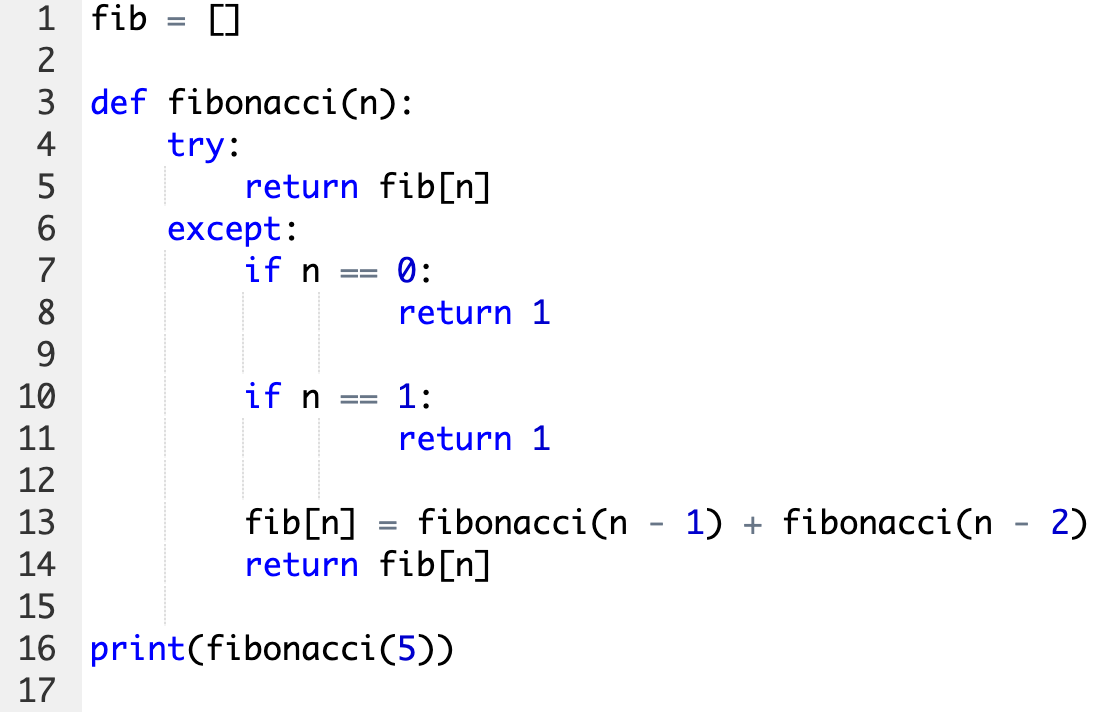 1 fib = []
2
3 def fibonacci(n):
4     try:
5         return fib[n]
6     except:
7         if n == 0:
8                 return 1
9
10         if n == 1:
11                 return 1
12
13         fib[n] = fibonacci(n - 1) + fibonacci(n - 2)
14         return fib[n]
15
16 print(fibonacci(5))
17